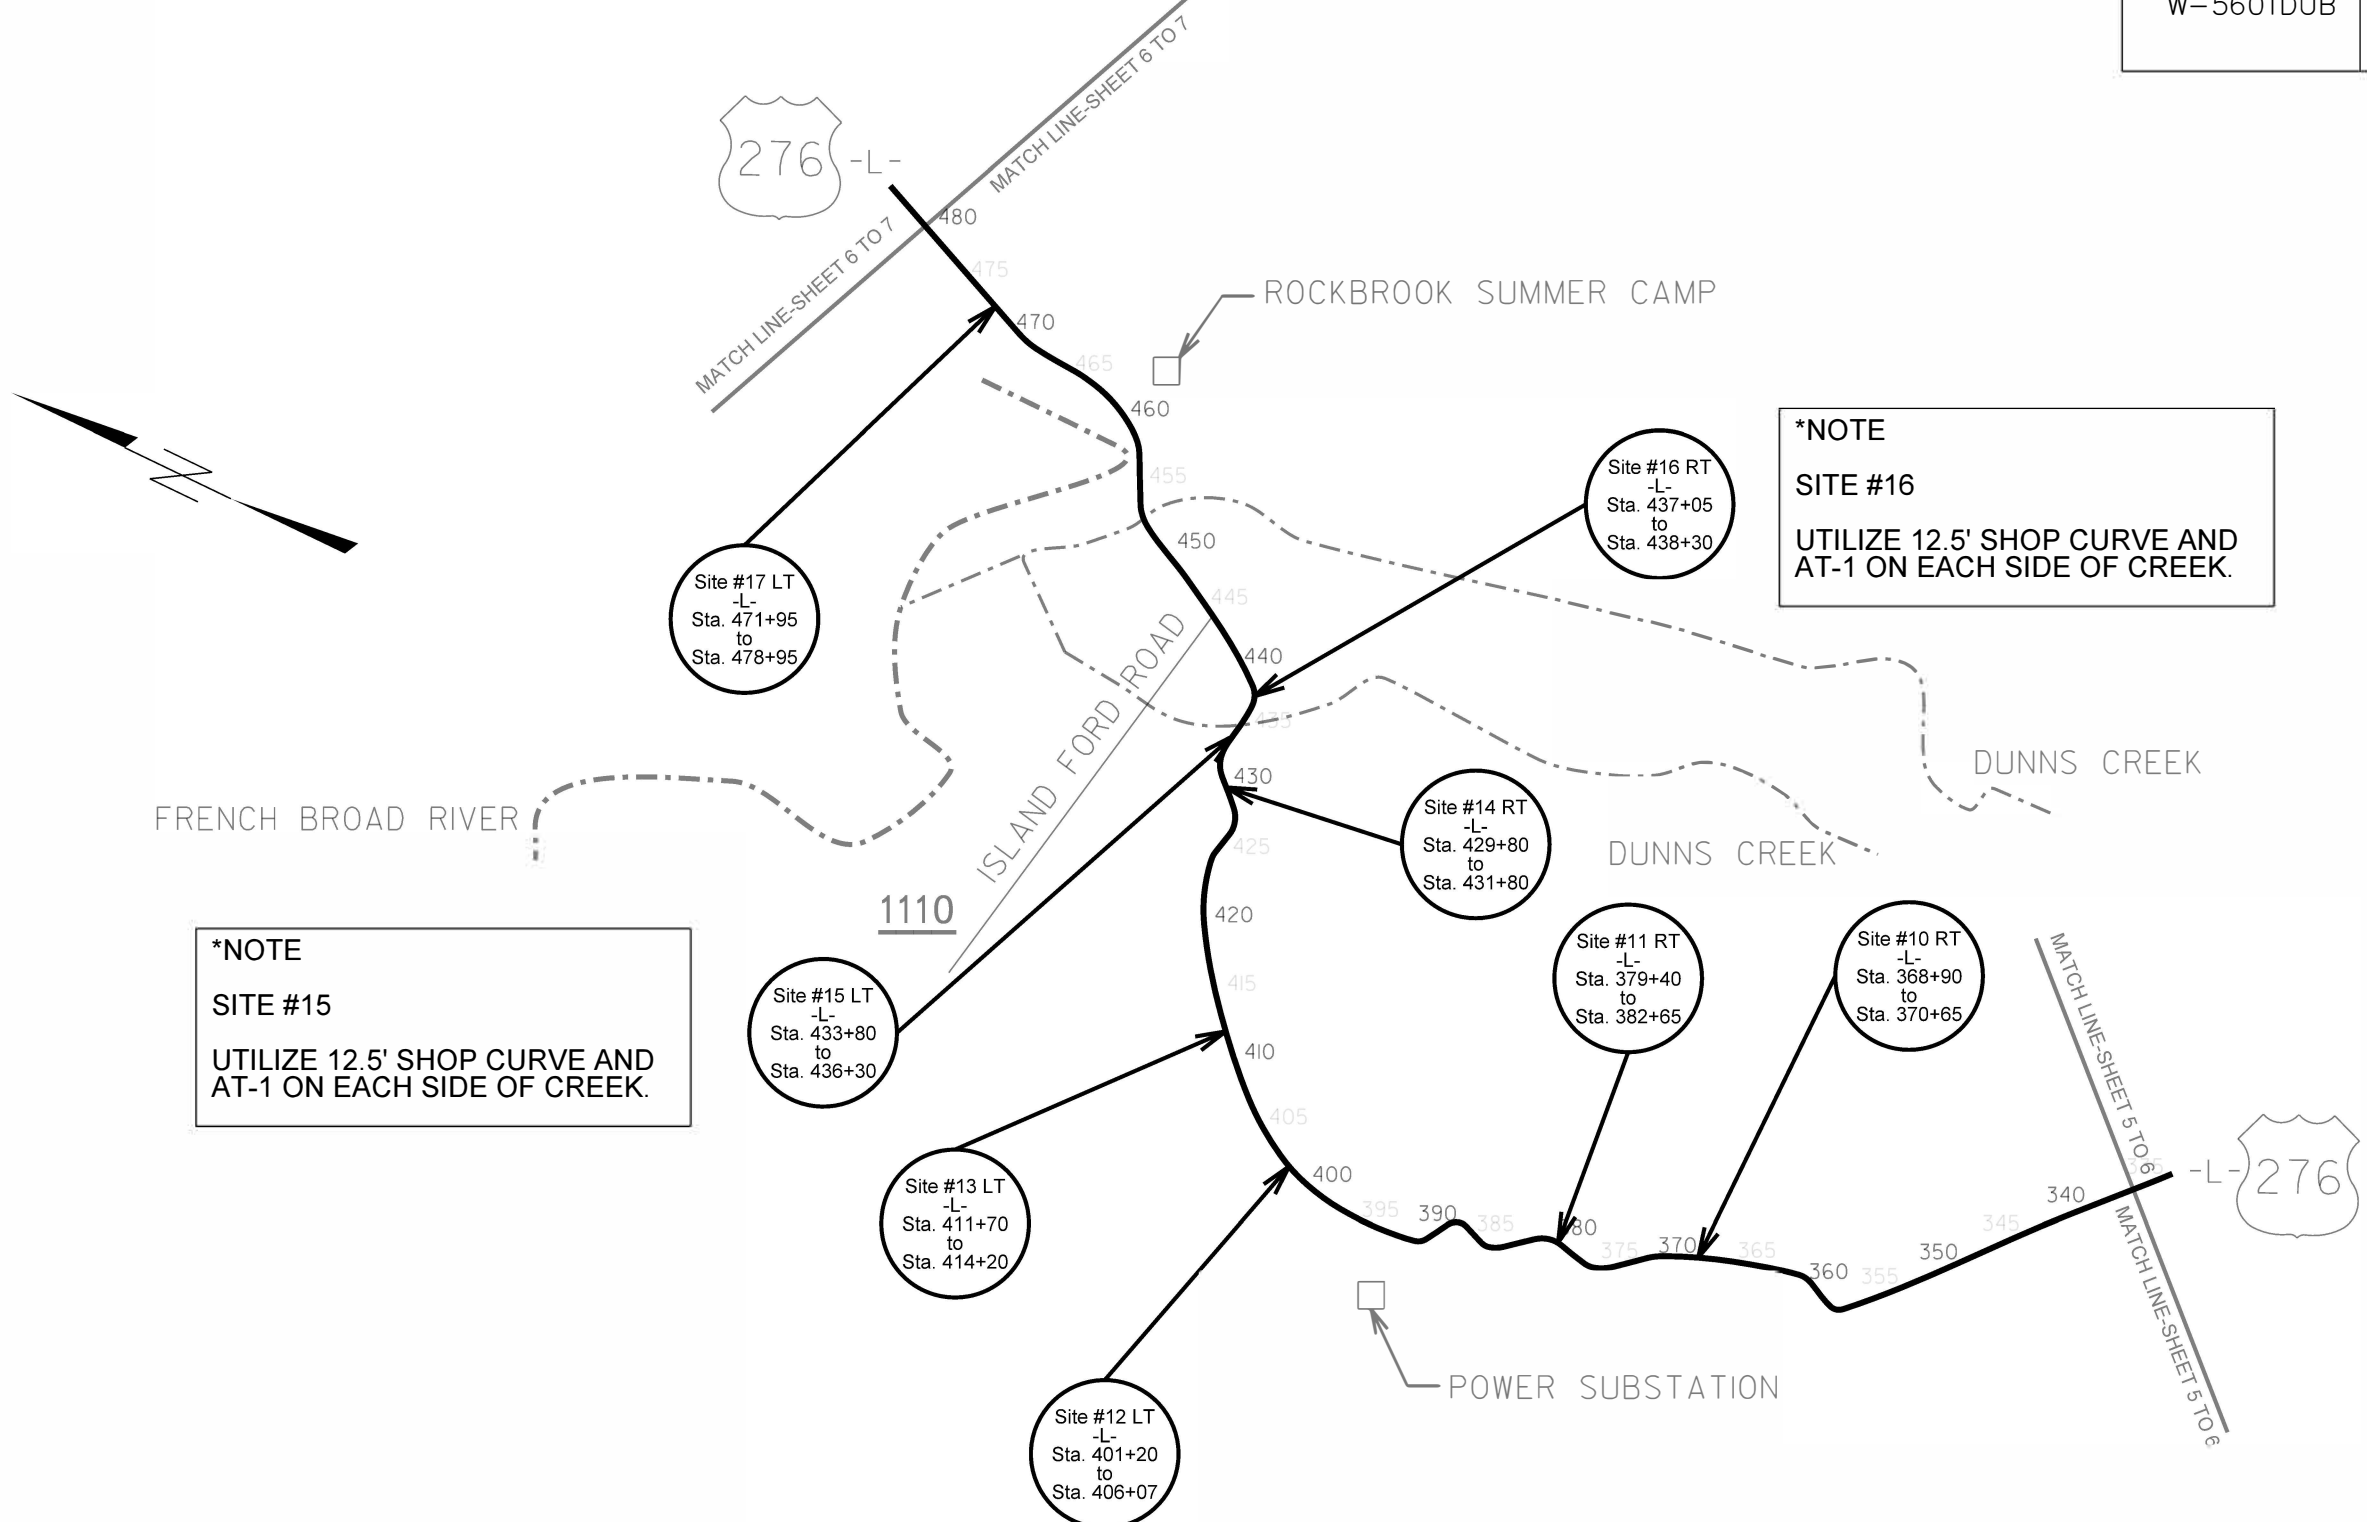 W-5601DUB
MATCH LINE-SHEET 6 TO 7
276
-L-
480
MATCH LINE-SHEET 6 TO 7
475
ROCKBROOK SUMMER CAMP
470
465
460
455
Site #16 RT
-L-
Sta. 437+05
to
Sta. 438+30
*NOTE
SITE #16
UTILIZE 12.5' SHOP CURVE AND
AT-1 ON EACH SIDE OF CREEK.
450
Site #17 LT
-L-
Sta. 471+95
to
Sta. 478+95
445
440
435
ISLAND FORD ROAD
430
DUNNS CREEK
FRENCH BROAD RIVER
Site #14 RT
-L-
Sta. 429+80
to
Sta. 431+80
425
DUNNS CREEK
1110
420
*NOTE
SITE #15
UTILIZE 12.5' SHOP CURVE AND
AT-1 ON EACH SIDE OF CREEK.
Site #15 LT
-L-
Sta. 433+80
to
Sta. 436+30
415
Site #11 RT
-L-
Sta. 379+40
to
Sta. 382+65
Site #10 RT
-L-
Sta. 368+90
to
Sta. 370+65
MATCH LINE-SHEET 5 TO 6
410
405
400
335
-L-
276
Site #13 LT
-L-
Sta. 411+70
to
Sta. 414+20
395
390
385
380
375
370
365
360
355
350
345
340
MATCH LINE-SHEET 5 TO 6
POWER SUBSTATION
Site #12 LT
-L-
Sta. 401+20
to
Sta. 406+07